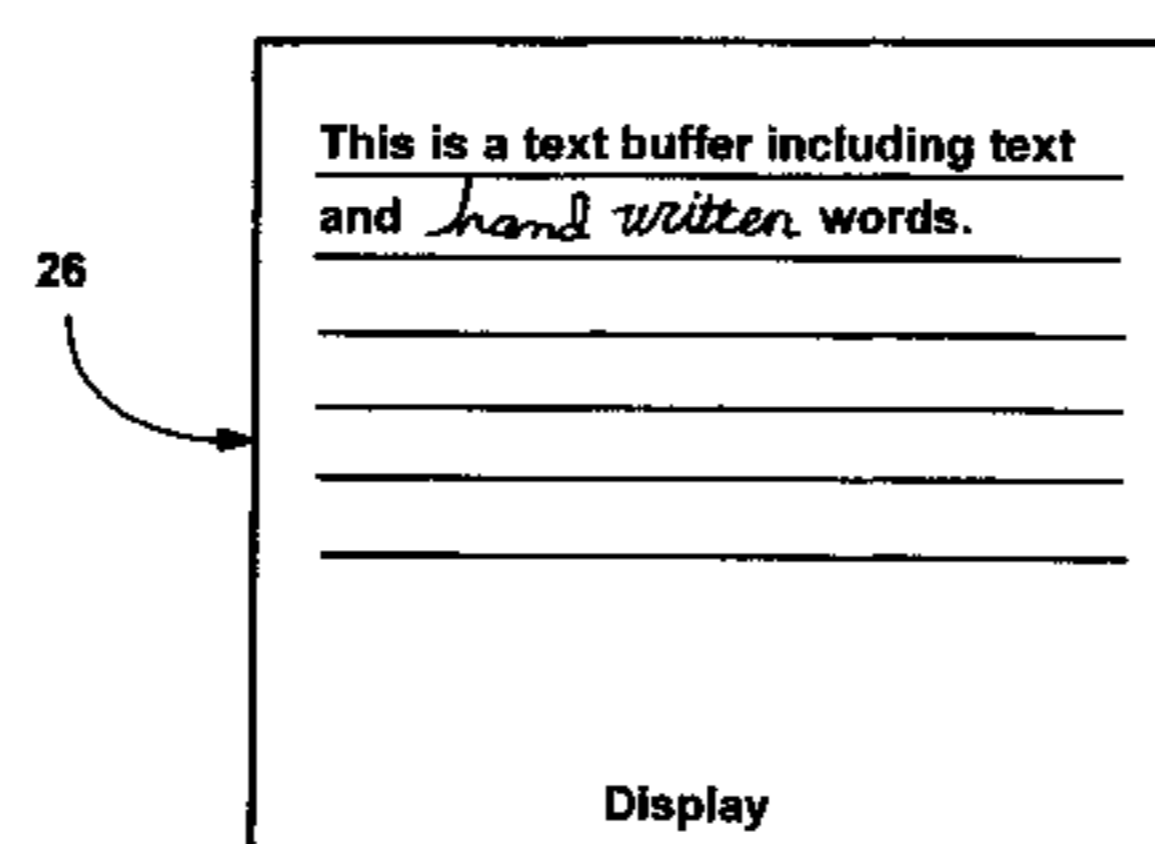 This is a text buffer including text
and hand written words.
26
Display